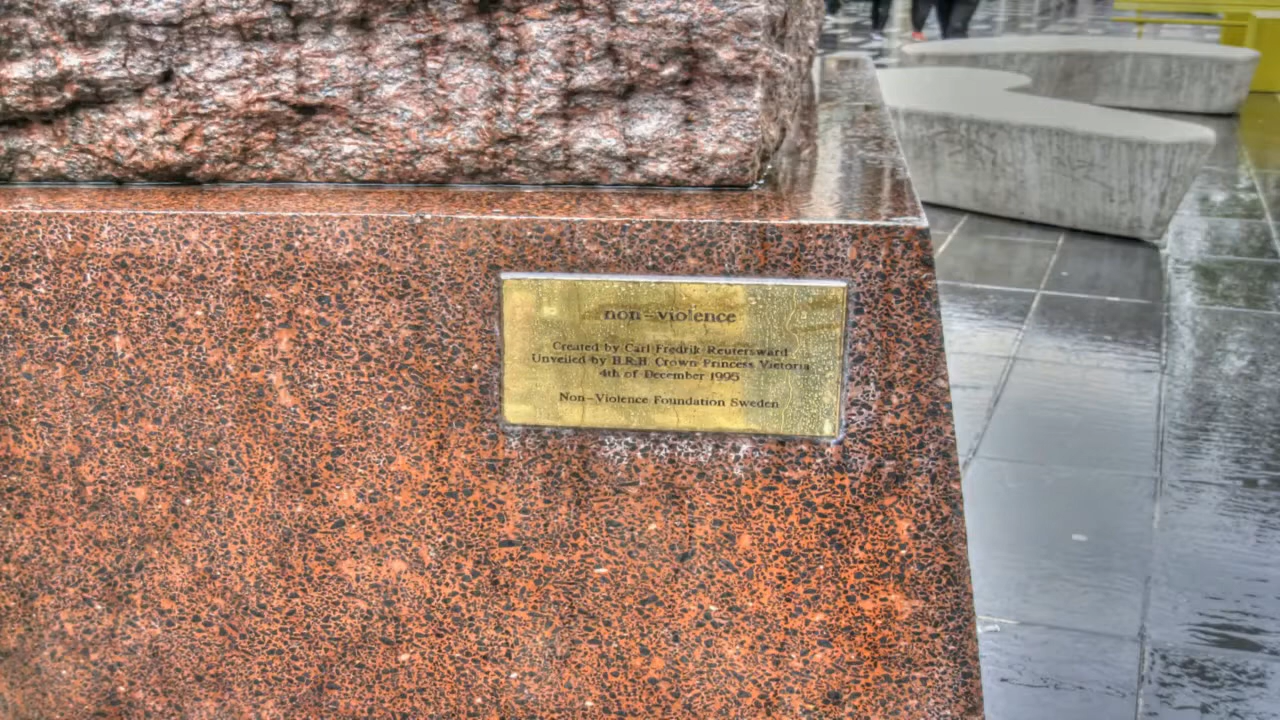 non-violence
Created by Carl Fredrik Reutersward
Unveiled by H.R.H. Crown Princess Victoria
4th of December 1995
Non-Violence Foundation Sweden